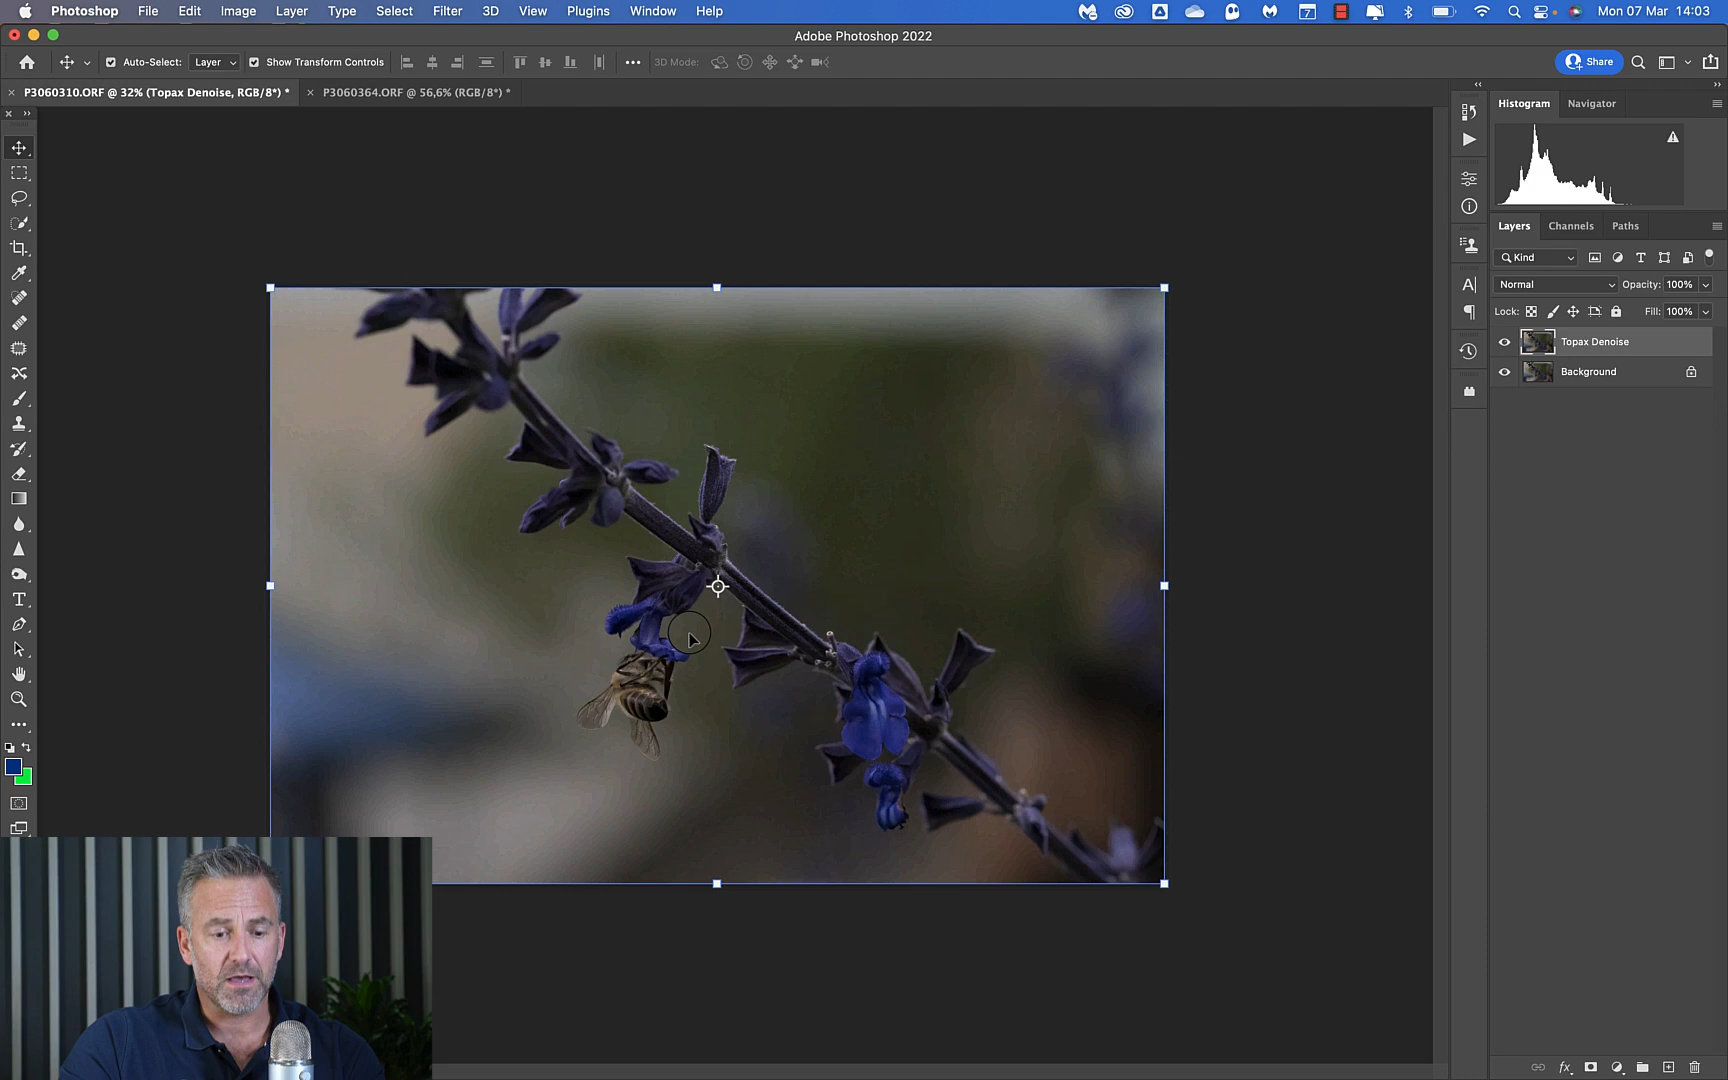 Photoshop File Edit Image Layer Type Select Filter 3D View Plugins Window Help 7 Mon 07 Mar 14:03
Adobe Photoshop 2022
Auto-Select: Layer Show Transform Controls 3D Mode: Share
P3060310.ORF @ 32% (Topax Denoise, RGB/8*) * P3060364.ORF @ 56,6% (RGB/8*) *
Histogram Navigator
Layers Channels Paths
Kind
Normal Opacity: 100%
Lock: Fill: 100%
Topax Denoise
Background